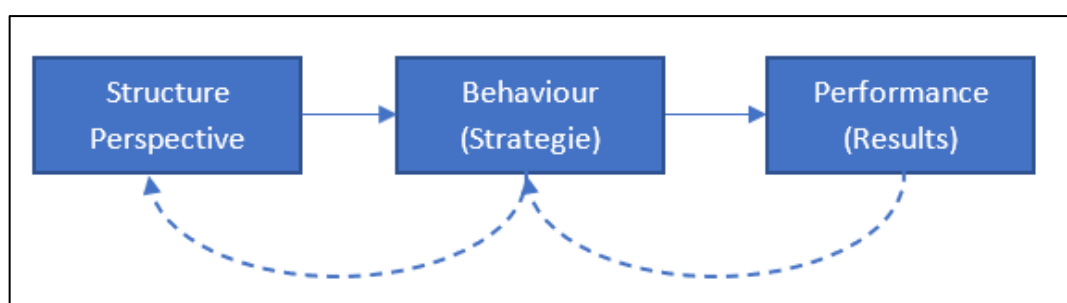 Structure
Perspective
Behaviour
(Strategie)
Performance
(Results)